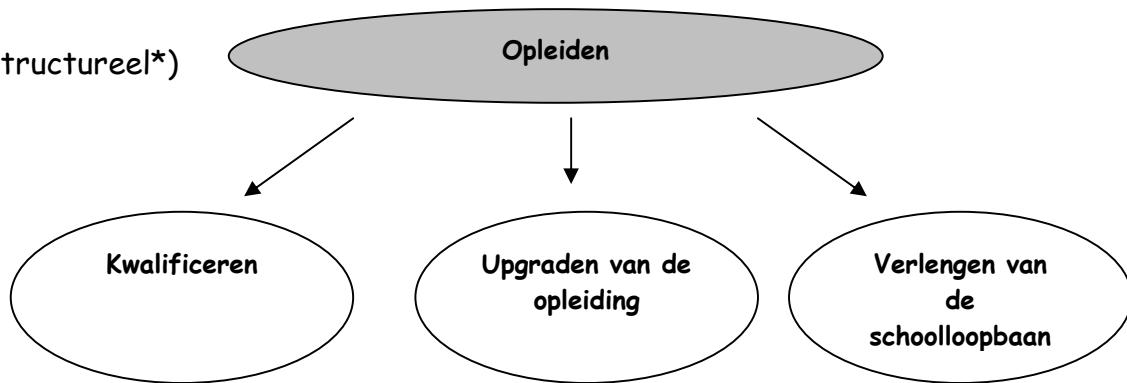 Opleiden
tructureel*)
Kwalificeren
Upgraden van de
opleiding
Verlengen van
de
schoolloopbaan